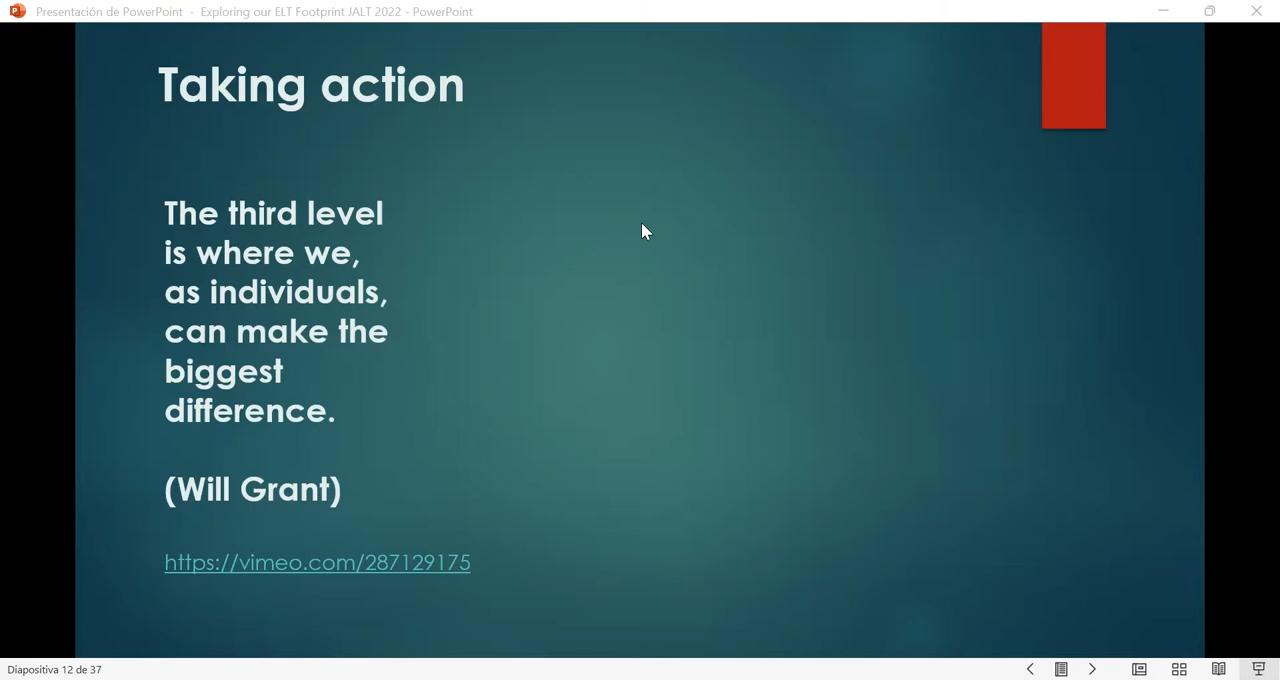 Presentación de PowerPoint - Exploring our ELT Footprint JALT 2022 - PowerPoint
Taking action
The third level
is where we,
as individuals,
can make the
biggest
difference.
(Will Grant)
https://vimeo.com/287129175
Diapositiva 12 de 37